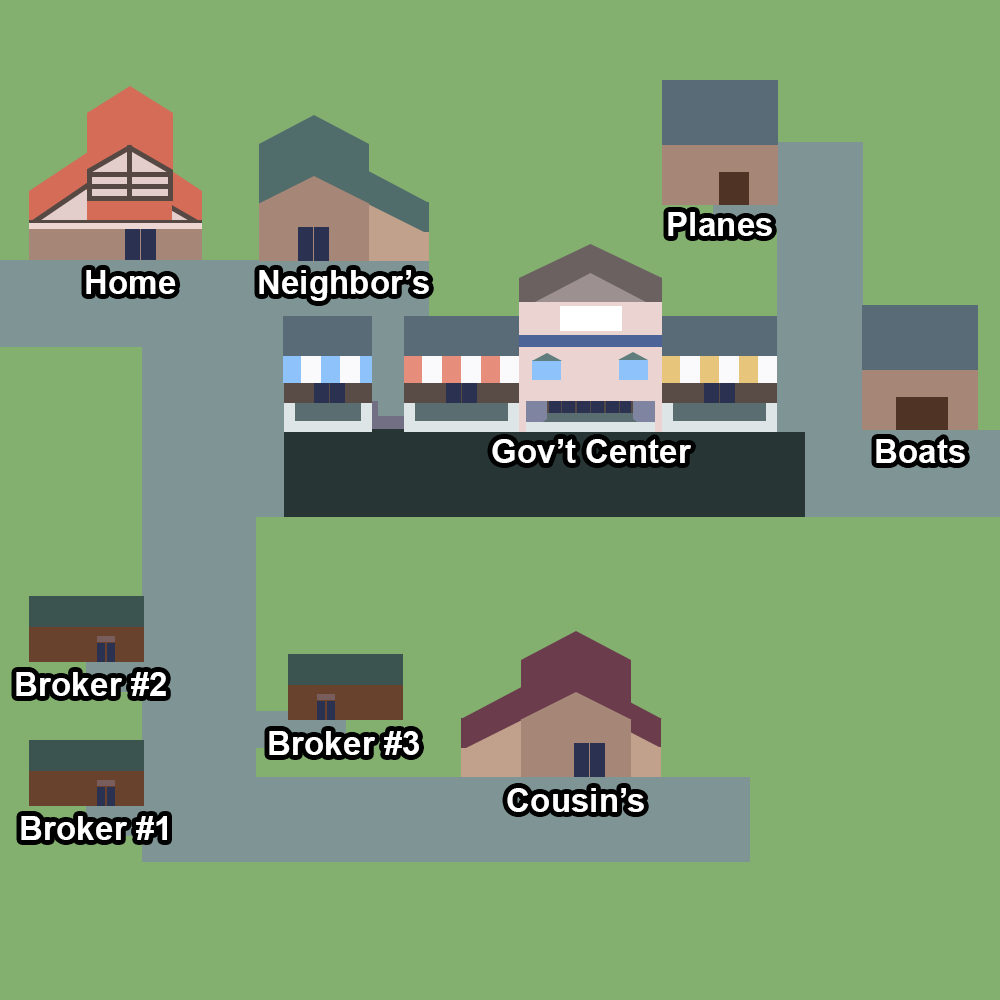 Planes
Home
Neighbor's
Gov't Center
Boats
Broker #2
Broker #3
Cousin's
Broker #1